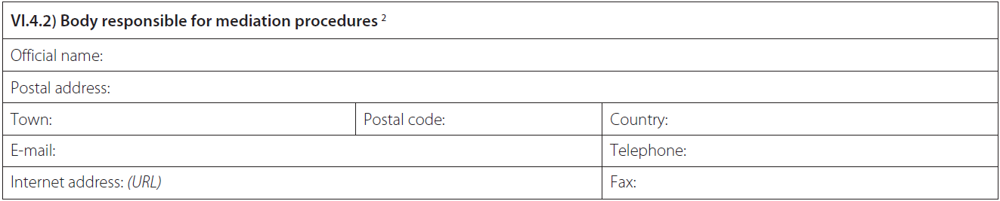 VI.4.2) Body responsible for mediation procedures ²
Official name:
Postal address:
Town: Postal code: Country:
E-mail: Telephone:
Internet address: (URL) Fax: